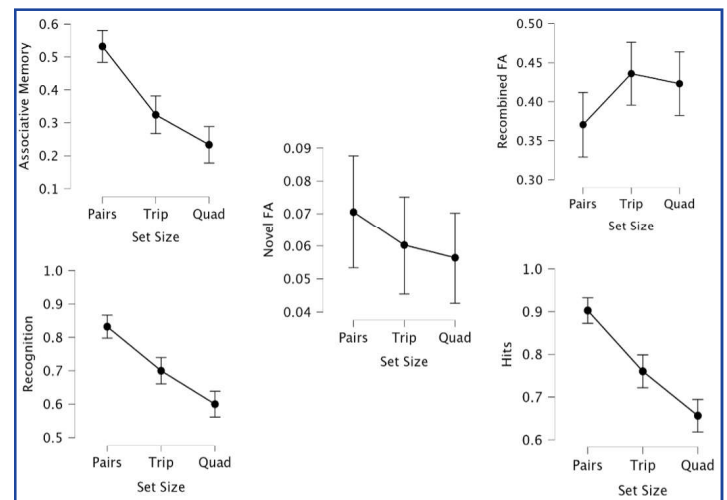 Associative Memory
0.6
0.5
0.4
0.3
0.2
0.1
Pairs Trip Quad
Set Size
Recombined FA
0.50
0.45
0.40
0.35
0.30
Pairs Trip Quad
Set Size
Novel FA
0.09
0.08
0.07
0.06
0.05
0.04
Pairs Trip Quad
Set Size
Recognition
1.0
0.9
0.8
0.7
0.6
0.5
Pairs Trip Quad
Set Size
Hits
1.0
0.9
0.8
0.7
0.6
Pairs Trip Quad
Set Size